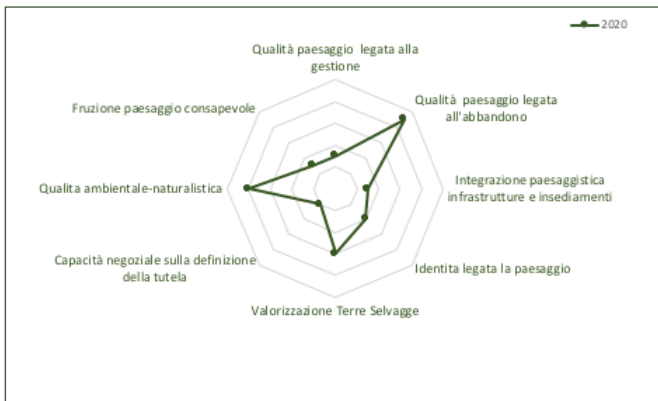 2020
Qualità paesaggio legata alla
gestione
Qualità paesaggio legata
all'abbandono
Integrazione paesaggistica
infrastrutture e insediamenti
Identita legata la paesaggio
Valorizzazione Terre Selvagge
Capacità negoziale sulla definizione
della tutela
Qualita ambientale-naturalistica
Fruzione paesaggio consapevole